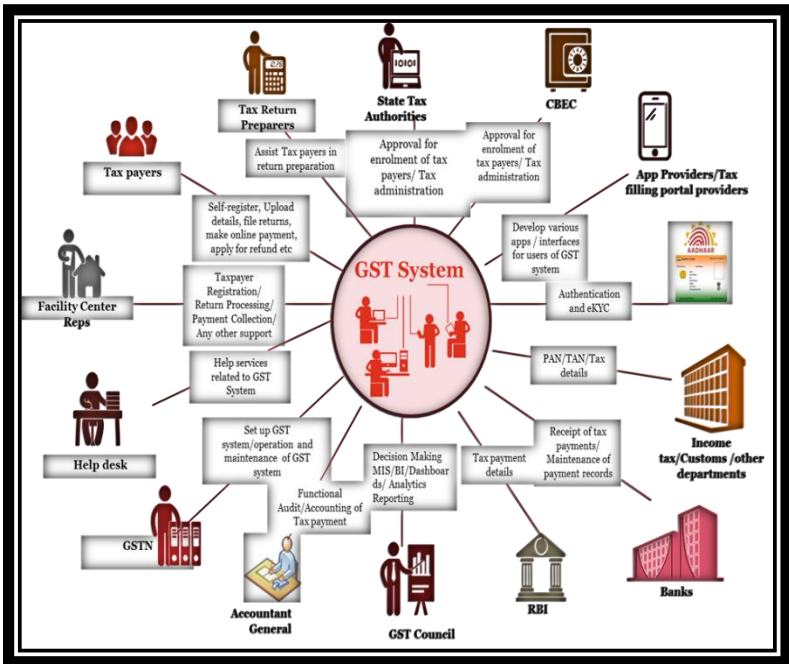 Tax Return
Preparers
State Tax
Authorities
CBEC
Tax payers
Assist Tax payers in
return preparation
Approval for
enrolment of tax
payers/ Tax
administration
Approval for
enrolment of
tax payers/ Tax
administration
App Providers/Tax
filling portal providers
Self-register, Upload
details, file returns,
make online payment,
apply for refund etc
Develop various
apps / interfaces
for users of GST
system
AADHAAR
GST System
Facility Center
Reps
Taxpayer
Registration/
Return Processing/
Payment Collection/
Any other support
Authentication
and eKYC
Help services
related to GST
System
PAN/TAN/Tax
details
Help desk
Income
tax/Customs /other
departments
Set up GST
system/operation and
maintenance of GST
system
Decision Making
MIS/BI/Dashboar
ds/ Analytics
Reporting
Tax payment
details
Receipt of tax
payments/
Maintenance of
payment records
Functional
Audit/Accounting of
Tax payment
GSTN
Accountant
General
GST Council
RBI
Banks